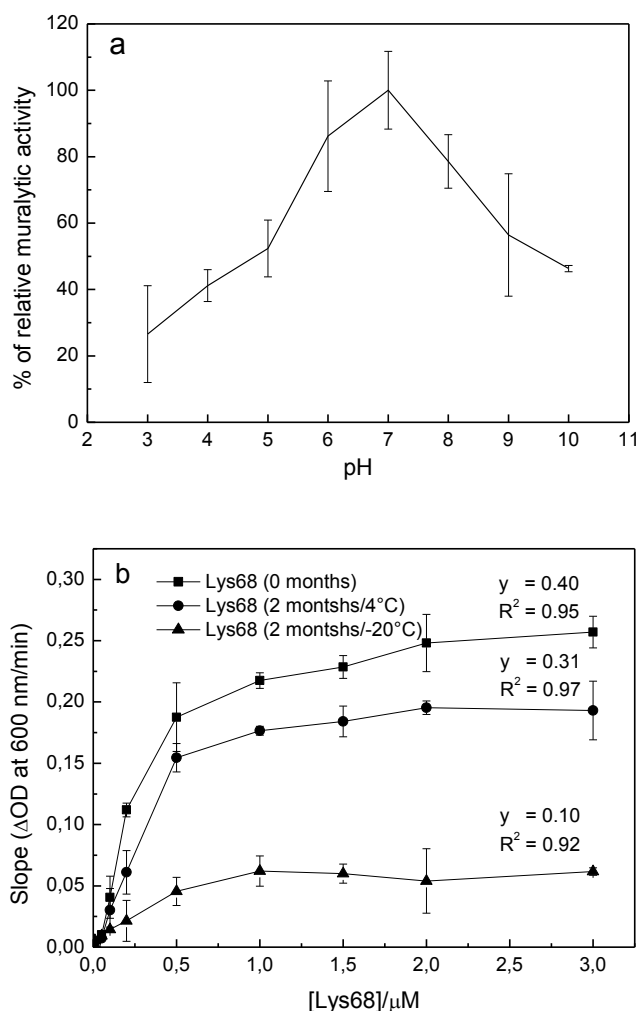 a
120
100
80
60
40
20
0
% of relative muralytic activity
2 3 4 5 6 7 8 9 10 11
pH
b
0,30
0,25
0,20
0,15
0,10
0,05
0,00
Slope (ΔOD at 600 nm/min)
Lys68 (0 months)
Lys68 (2 montshs/4°C)
Lys68 (2 montshs/-20°C)
y = 0.40
R² = 0.95
y = 0.31
R² = 0.97
y = 0.10
R² = 0.92
0,0 0,5 1,0 1,5 2,0 2,5 3,0
[Lys68]/μM